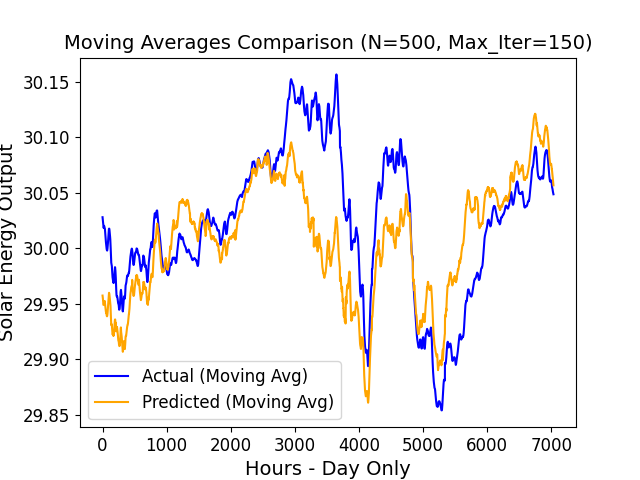 Moving Averages Comparison (N=500, Max_Iter=150)
Solar Energy Output
30.15
30.10
30.05
30.00
29.95
29.90
29.85
Actual (Moving Avg)
Predicted (Moving Avg)
0 1000 2000 3000 4000 5000 6000 7000
Hours - Day Only